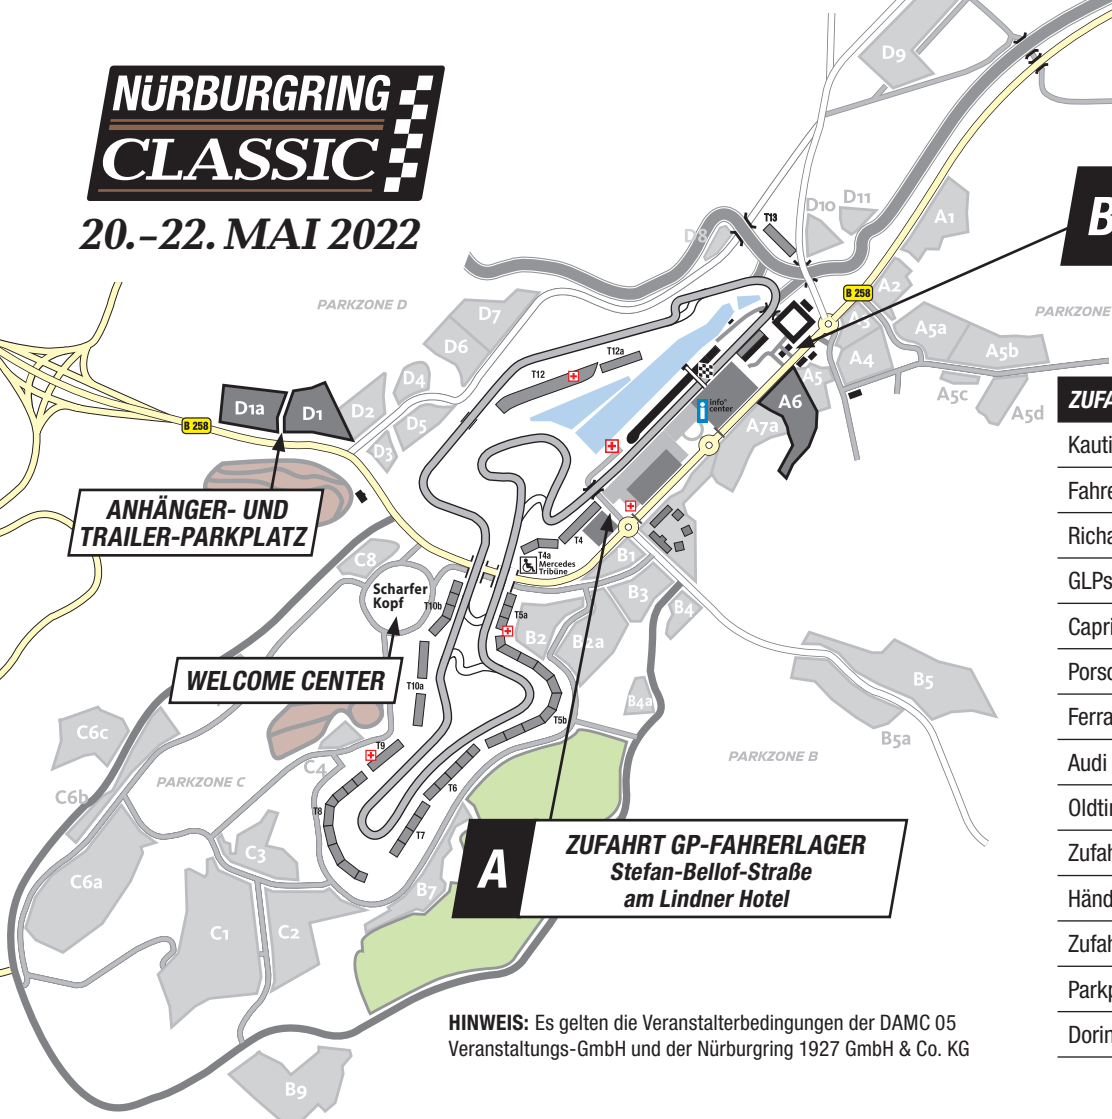 NÜRBURGRING
CLASSIC
20.–22. MAI 2022
D9
D10
D11
A1
T13
D8
B
PARKZONE D
D7
B 258
A2
PARKZONE
A3
A5a
D6
T12a
A4
A5b
T12
D4
A5
A5c
D1a
D1
D2
info°
center
A6
A5d
B 258
D5
A7a
D3
ANHÄNGER- UND
TRAILER-PARKPLATZ
T4
C8
T4a
Mercedes
Tribüne
B1
Scharfer
Kopf
T10b
T5a
B3
B4
B2
B2a
WELCOME CENTER
T10a
B5
B4a
T5b
B5a
C6c
T9
PARKZONE B
C4
PARKZONE C
C6b
T6
T8
T7
C3
C6a
B7
A
ZUFAHRT GP-FAHRERLAGER
Stefan-Bellof-Straße
am Lindner Hotel
C1
C2
HINWEIS: Es gelten die Veranstalterbedingungen der DAMC 05
Veranstaltungs-GmbH und der Nürburgring 1927 GmbH & Co. KG
B9
ZUFA
Kauti
Fahre
Richa
GLPs
Capri
Porsc
Ferra
Audi
Oldtin
Zufah
Händ
Zufah
Parkp
Dorin